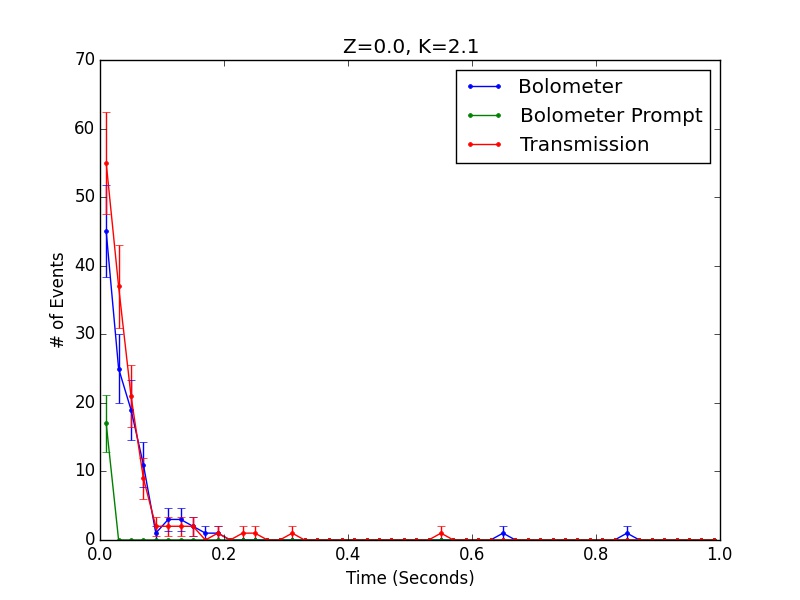 Z=0.0, K=2.1
Bolometer
Bolometer Prompt
Transmission
# of Events
70
60
50
40
30
20
10
0
0.0 0.2 0.4 0.6 0.8 1.0
Time (Seconds)